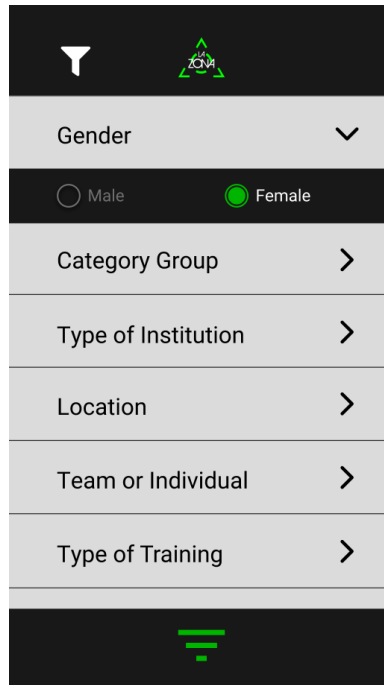 LA
ZONA
Gender
Male Female
Category Group
Type of Institution
Location
Team or Individual
Type of Training